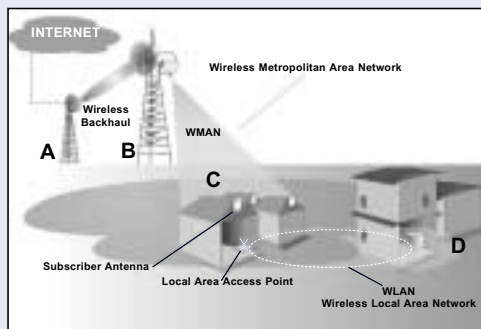 INTERNET
Wireless Metropolitan Area Network
Wireless
Backhaul
A
B
WMAN
C
D
Subscriber Antenna
Local Area Access Point
WLAN
Wireless Local Area Network